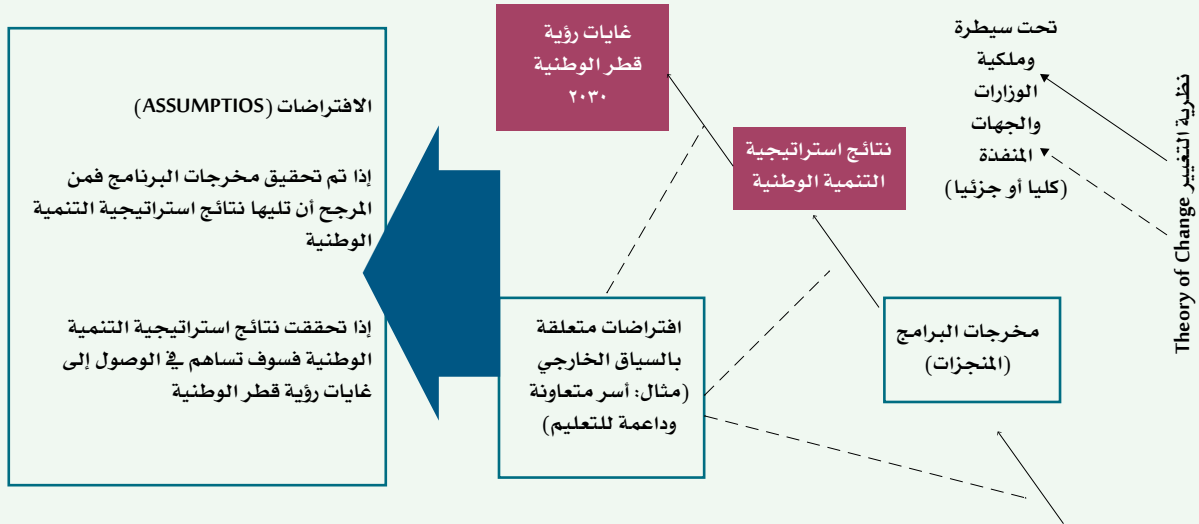 نظرية التغيير Theory of Change
تحت سيطرة
وملكية
الوزارات
والجهات
المنفذة
(كليا أو جزئيا)
غايات رؤية
قطر الوطنية
٢٠٣٠
نتائج استراتيجية
التنمية الوطنية
مخرجات البرامج
(المنجزات)
افتراضات متعلقة
بالسياق الخارجي
(مثال: أسر متعاونة
وداعمة للتعليم)
الافتراضات (ASSUMPTIOS)
إذا تم تحقيق مخرجات البرنامج فمن
المرجح أن تليها نتائج استراتيجية التنمية
الوطنية
إذا تحققت نتائج استراتيجية التنمية
الوطنية فسوف تساهم في الوصول إلى
غايات رؤية قطر الوطنية